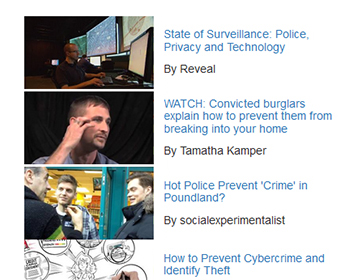 State of Surveillance: Police,
Privacy and Technology
By Reveal
WATCH: Convicted burglars
explain how to prevent them from
breaking into your home
By Tamatha Kamper
Hot Police Prevent 'Crime' in
Poundland?
By socialexperimentalist
How to Prevent Cybercrime and
Identify Theft